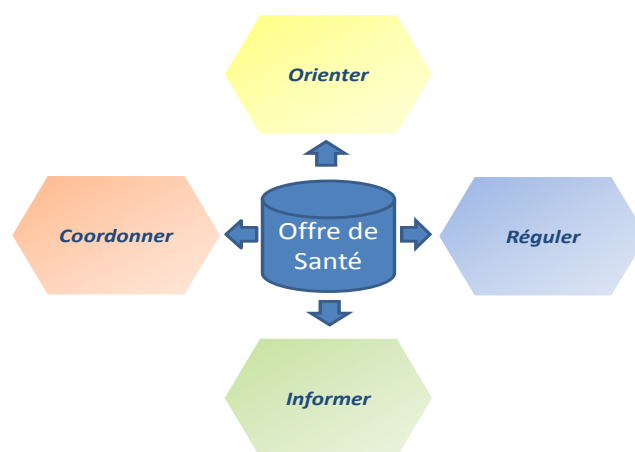 Orienter
Coordonner
Offre de
Santé
Réguler
Informer